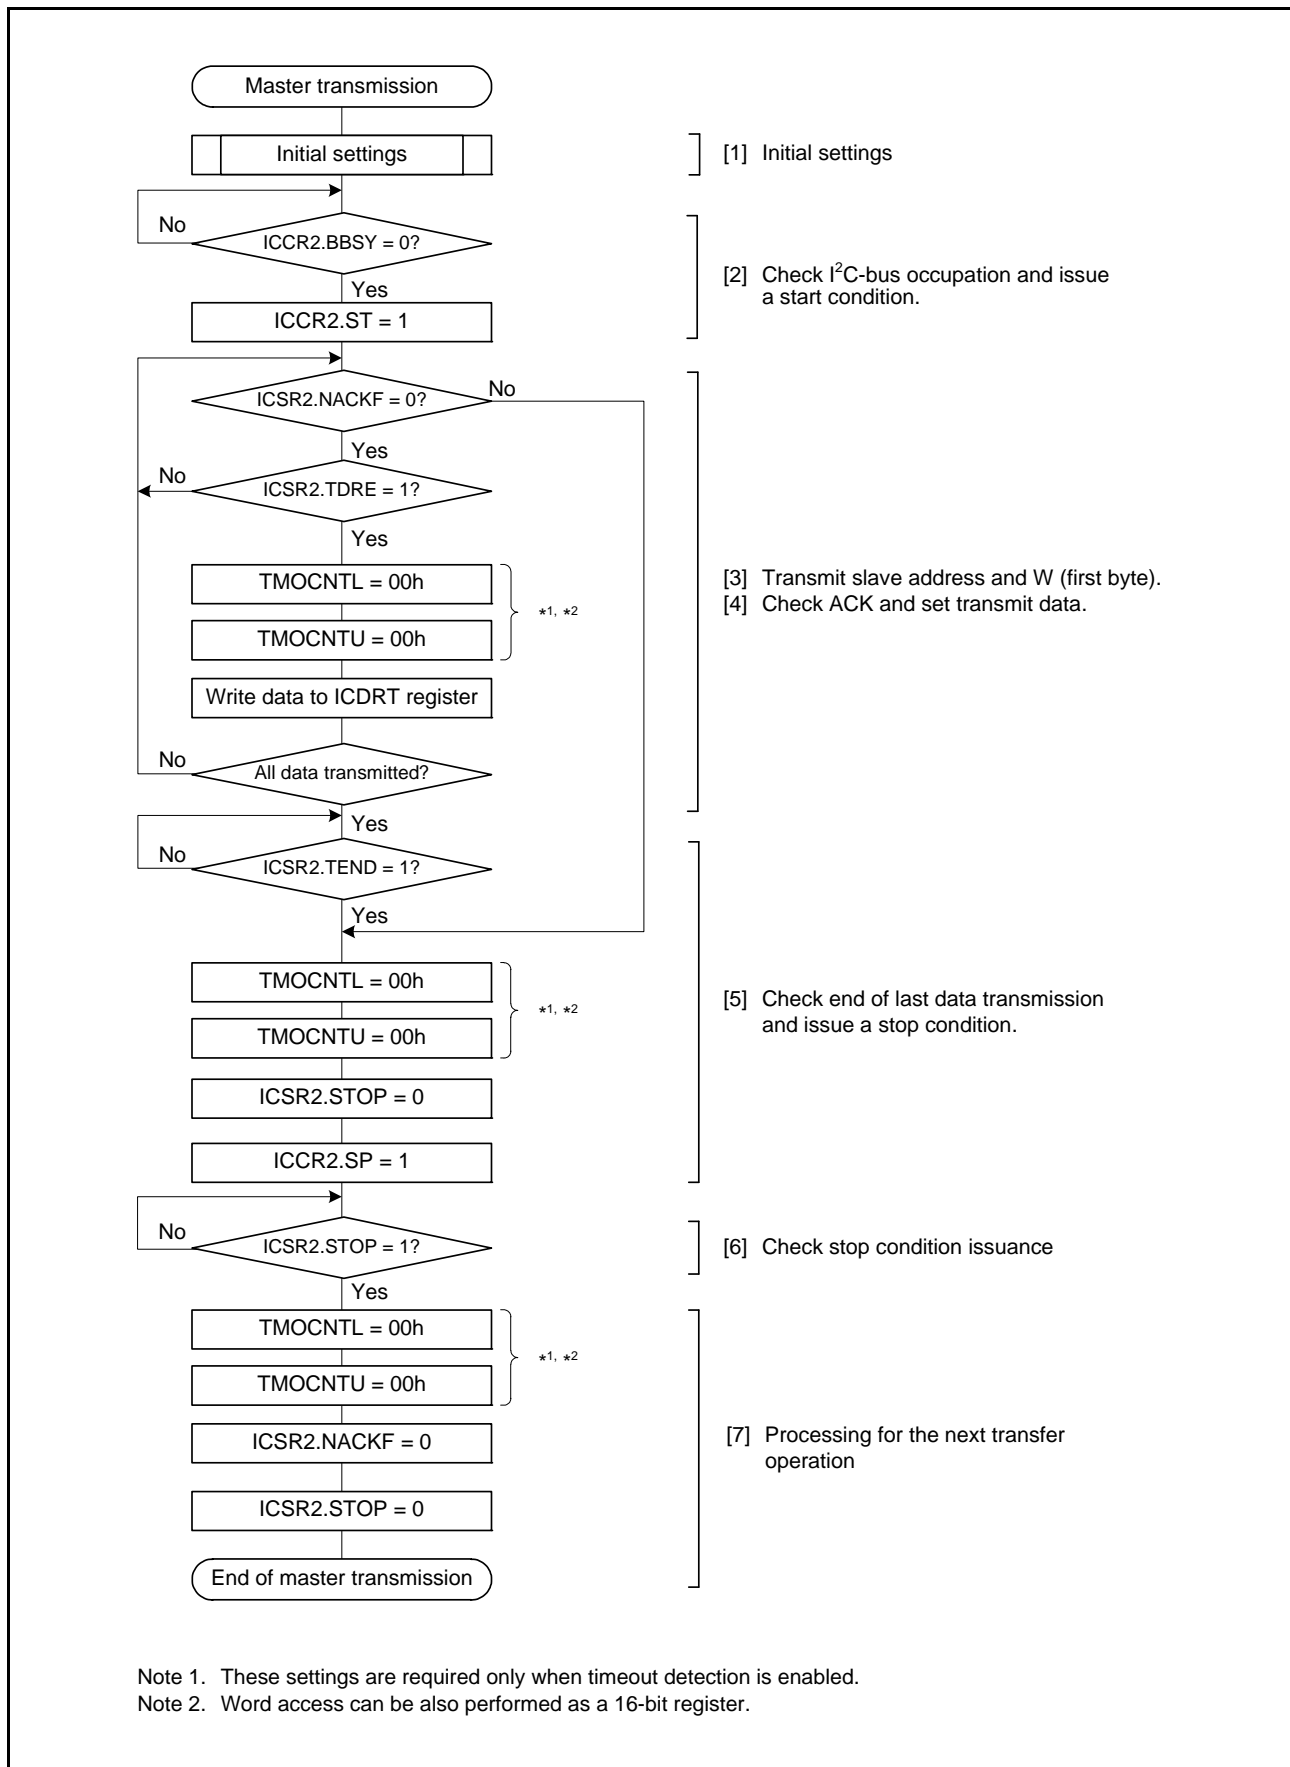 Master transmission
Initial settings
[1] Initial settings
No
ICCR2.BBSY = 0?
Yes
[2] Check I²C-bus occupation and issue
a start condition.
ICCR2.ST = 1
ICSR2.NACKF = 0?
No
Yes
No
ICSR2.TDRE = 1?
Yes
TMOCNTL = 00h
*1, *2
TMOCNTU = 00h
[3] Transmit slave address and W (first byte).
[4] Check ACK and set transmit data.
Write data to ICDRT register
No
All data transmitted?
Yes
No
ICSR2.TEND = 1?
Yes
TMOCNTL = 00h
*1, *2
TMOCNTU = 00h
[5] Check end of last data transmission
and issue a stop condition.
ICSR2.STOP = 0
ICCR2.SP = 1
No
ICSR2.STOP = 1?
[6] Check stop condition issuance
Yes
TMOCNTL = 00h
*1, *2
TMOCNTU = 00h
ICSR2.NACKF = 0
[7] Processing for the next transfer
operation
ICSR2.STOP = 0
End of master transmission
Note 1. These settings are required only when timeout detection is enabled.
Note 2. Word access can be also performed as a 16-bit register.